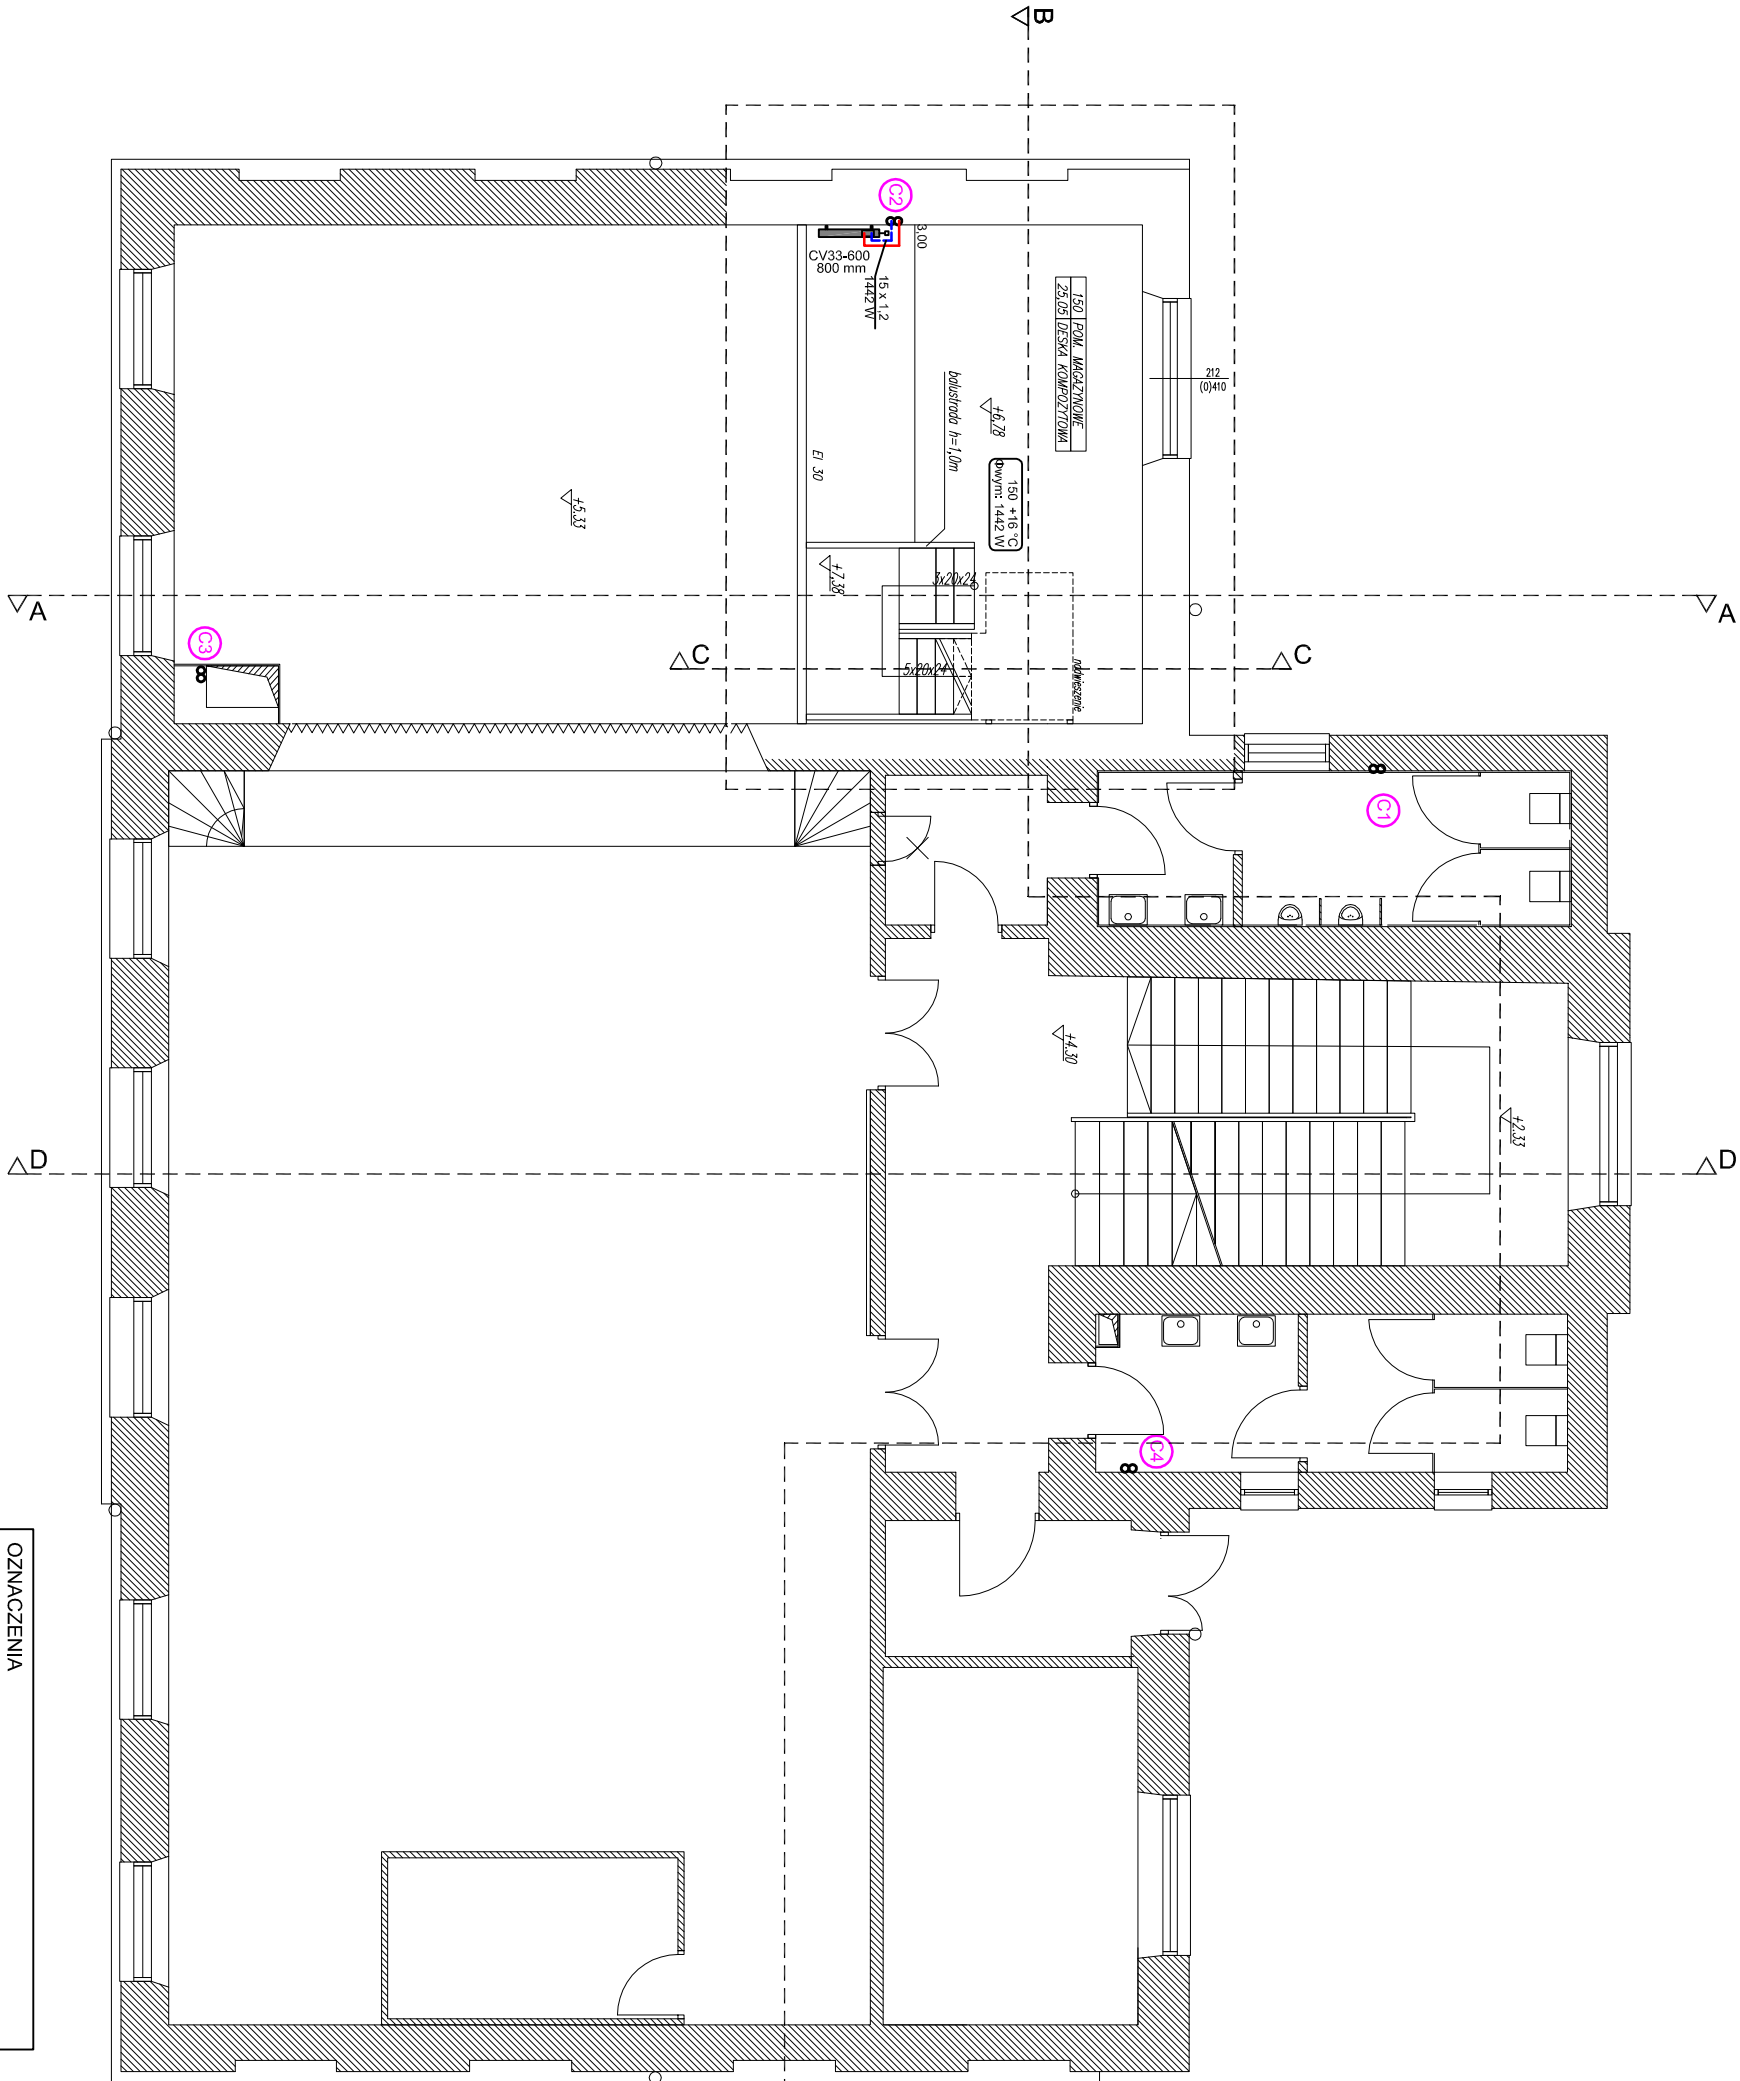 B
C2
3,00
CV33-600
800 mm
15 x 1,2
1442 W
150 POM. MAGAZYNOWE
25,05 DESKA KOMPOZYTOWA
212
(0)410
balustrada h=1,0m
+6,78
EI 30
150 +16 °C
Φwym: 1442 W
+5.33
+7,38
3x20x24
A
A
C3
C
C
5x20x24
podwieszenie
C1
+4.30
+2.33
D
D
C4
OZNACZENIA